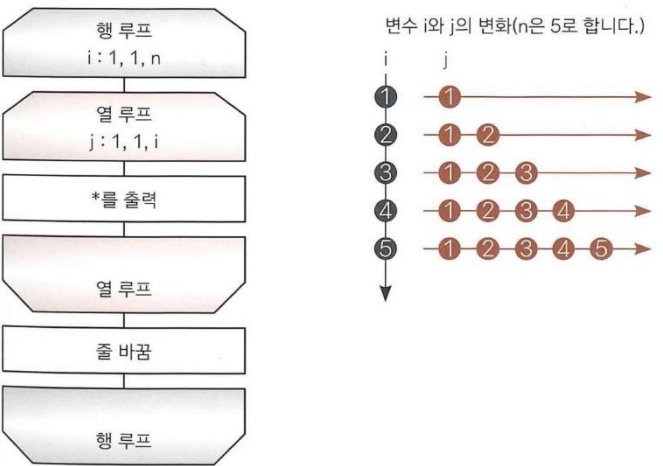 행 루프
i : 1, 1, n
열 루프
j : 1, 1, i
*를 출력
열 루프
줄 바꿈
행 루프
변수 i와 j의 변화(n은 5로 합니다.)
i j
1 1
2 1 2
3 1 2 3
4 1 2 3 4
5 1 2 3 4 5